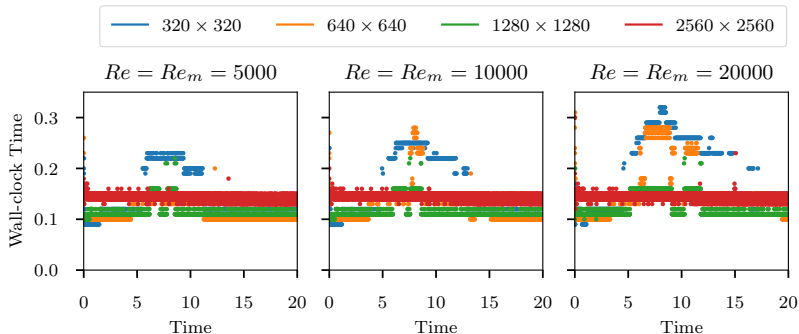 320 × 320 640 × 640 1280 × 1280 2560 × 2560
Re = Re_m = 5000 Re = Re_m = 10000 Re = Re_m = 20000
Wall-clock Time
0.3
0.2
0.1
0.0
0 5 10 15 20 0 5 10 15 20 0 5 10 15 20
Time Time Time